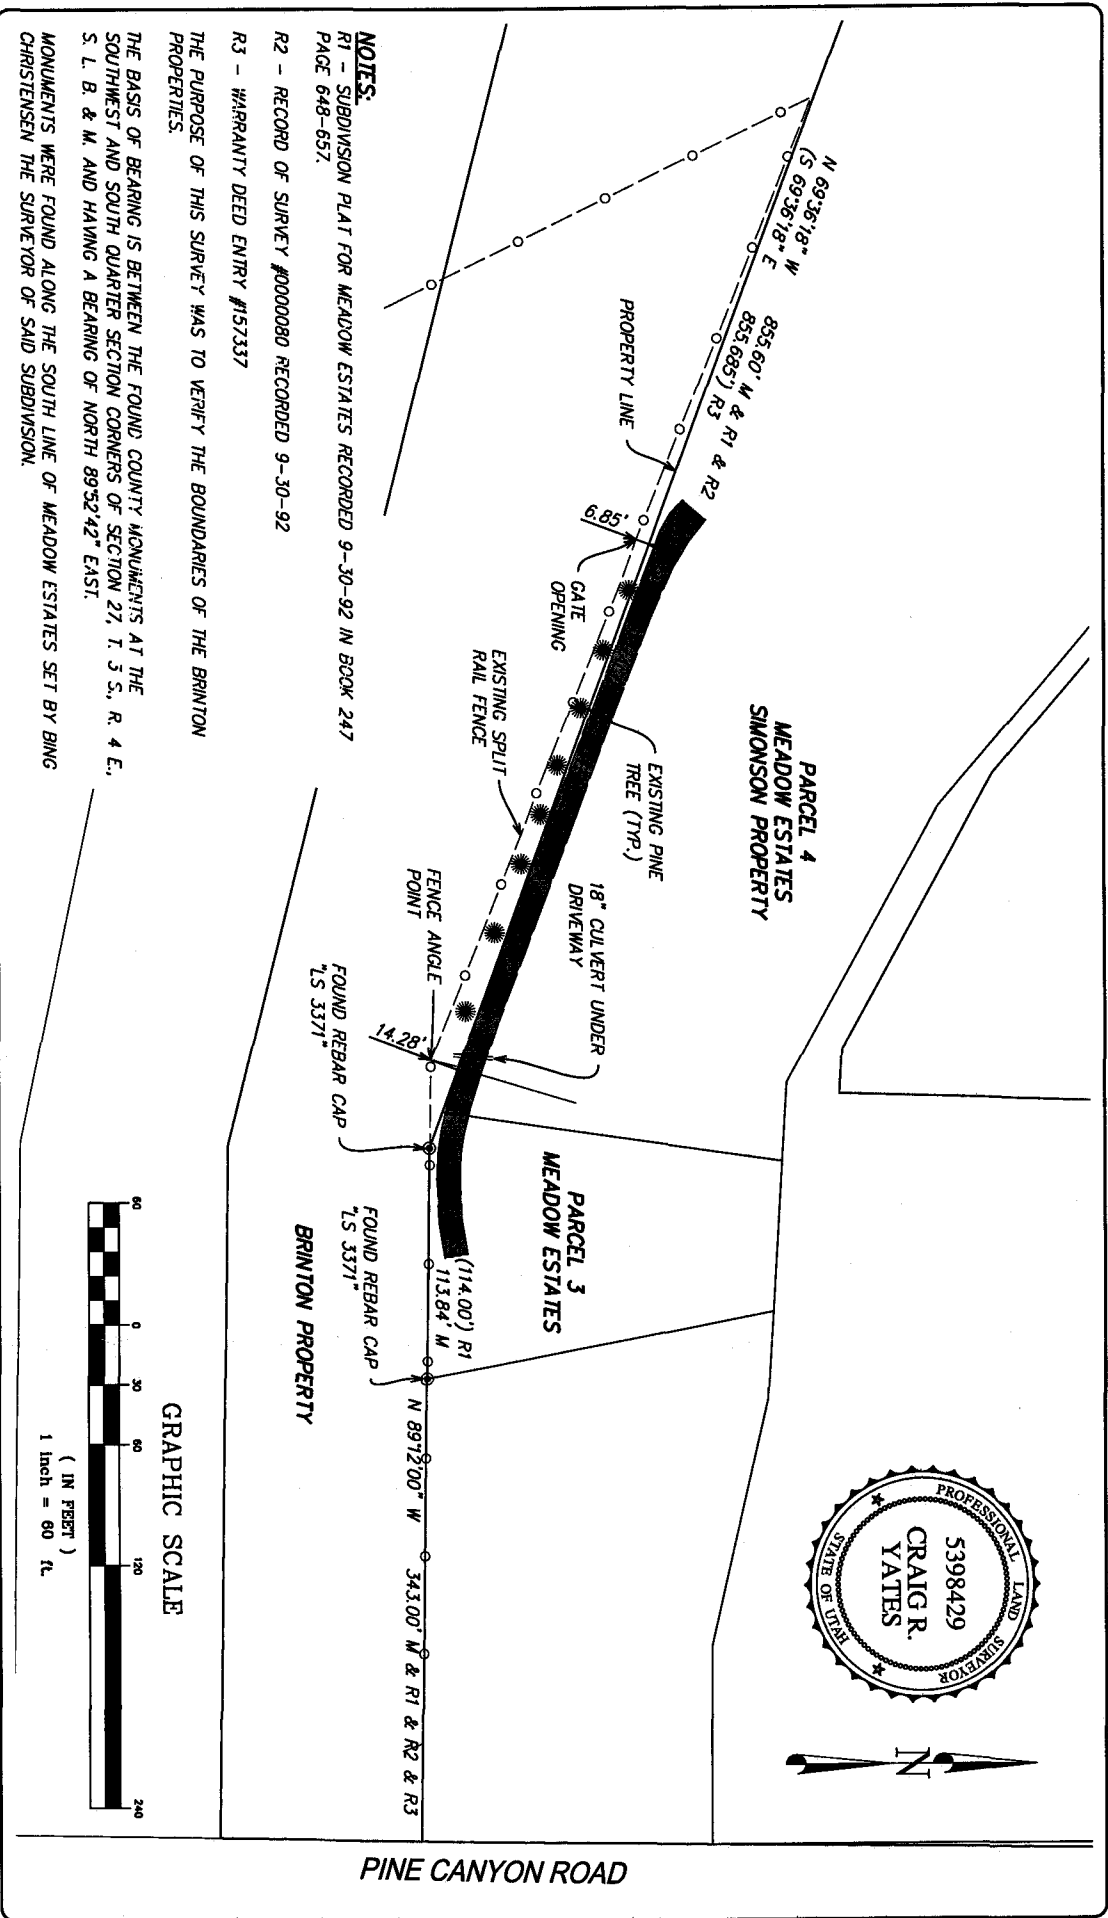 N 69°36'18" W
(S 69°36'18" E
855.60' M & R1 & R2
855.685') R3
PROPERTY LINE
6.85'
GATE
OPENING
PARCEL 4
MEADOW ESTATES
SIMONSON PROPERTY
EXISTING PINE
TREE (TYP.)
EXISTING SPLIT
RAIL FENCE
18" CULVERT UNDER
DRIVEWAY
FENCE ANGLE
POINT
14.28'
FOUND REBAR CAP
"LS 3371"
PARCEL 3
MEADOW ESTATES
(114.00') R1
113.84' M
FOUND REBAR CAP
"LS 3371"
BRINTON PROPERTY
N 89°12'00" W
343.00' M & R1 & R2 & R3
PINE CANYON ROAD
PROFESSIONAL LAND SURVEYOR
5398429
CRAIG R.
YATES
STATE OF UTAH
N
NOTES:
R1 - SUBDIVISION PLAT FOR MEADOW ESTATES RECORDED 9-30-92 IN BOOK 247
PAGE 648-657.
R2 - RECORD OF SURVEY #0000080 RECORDED 9-30-92
R3 - WARRANTY DEED ENTRY #157337
THE PURPOSE OF THIS SURVEY WAS TO VERIFY THE BOUNDARIES OF THE BRINTON
PROPERTIES.
THE BASIS OF BEARING IS BETWEEN THE FOUND COUNTY MONUMENTS AT THE
SOUTHWEST AND SOUTH QUARTER SECTION CORNERS OF SECTION 27, T. 3 S., R. 4 E.,
S. L. B. & M. AND HAVING A BEARING OF NORTH 89°52'42" EAST.
MONUMENTS WERE FOUND ALONG THE SOUTH LINE OF MEADOW ESTATES SET BY BING
CHRISTENSEN THE SURVEYOR OF SAID SUBDIVISION.
GRAPHIC SCALE
60 0 30 60 120 240
( IN FEET )
1 inch = 60 ft.